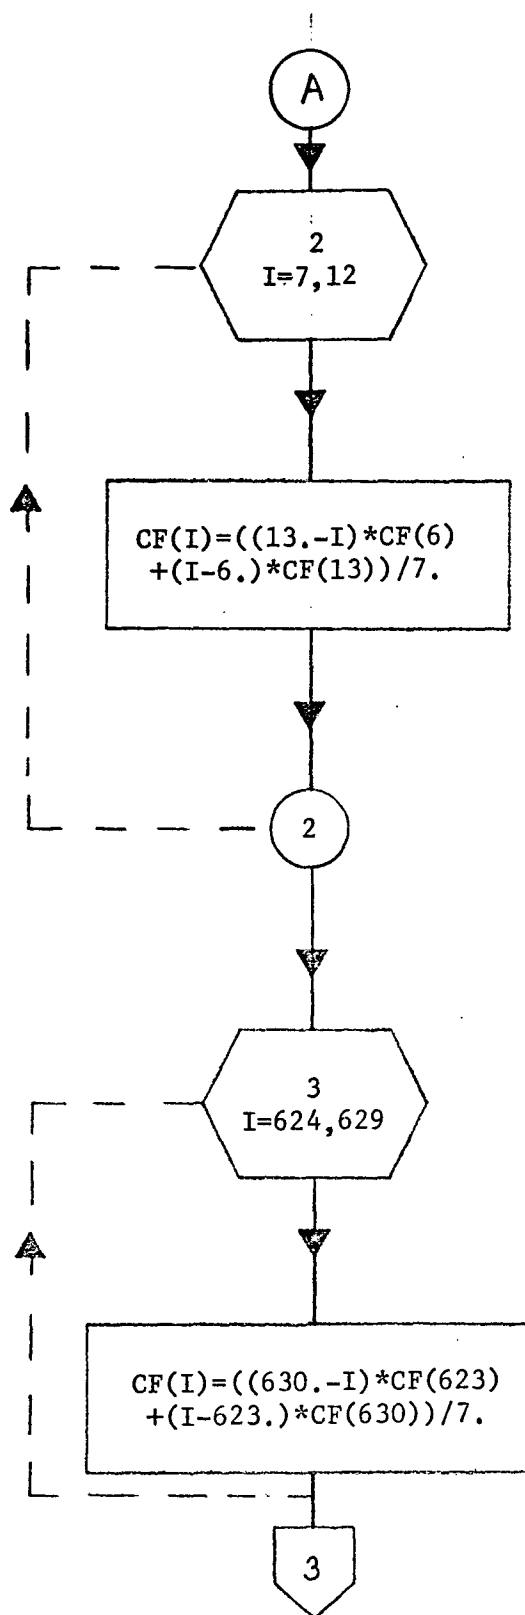 A
2
I=7,12
CF(I)=((13.-I)*CF(6)
+(I-6.)*CF(13))/7.
2
3
I=624,629
CF(I)=((630.-I)*CF(623)
+(I-623.)*CF(630))/7.
3